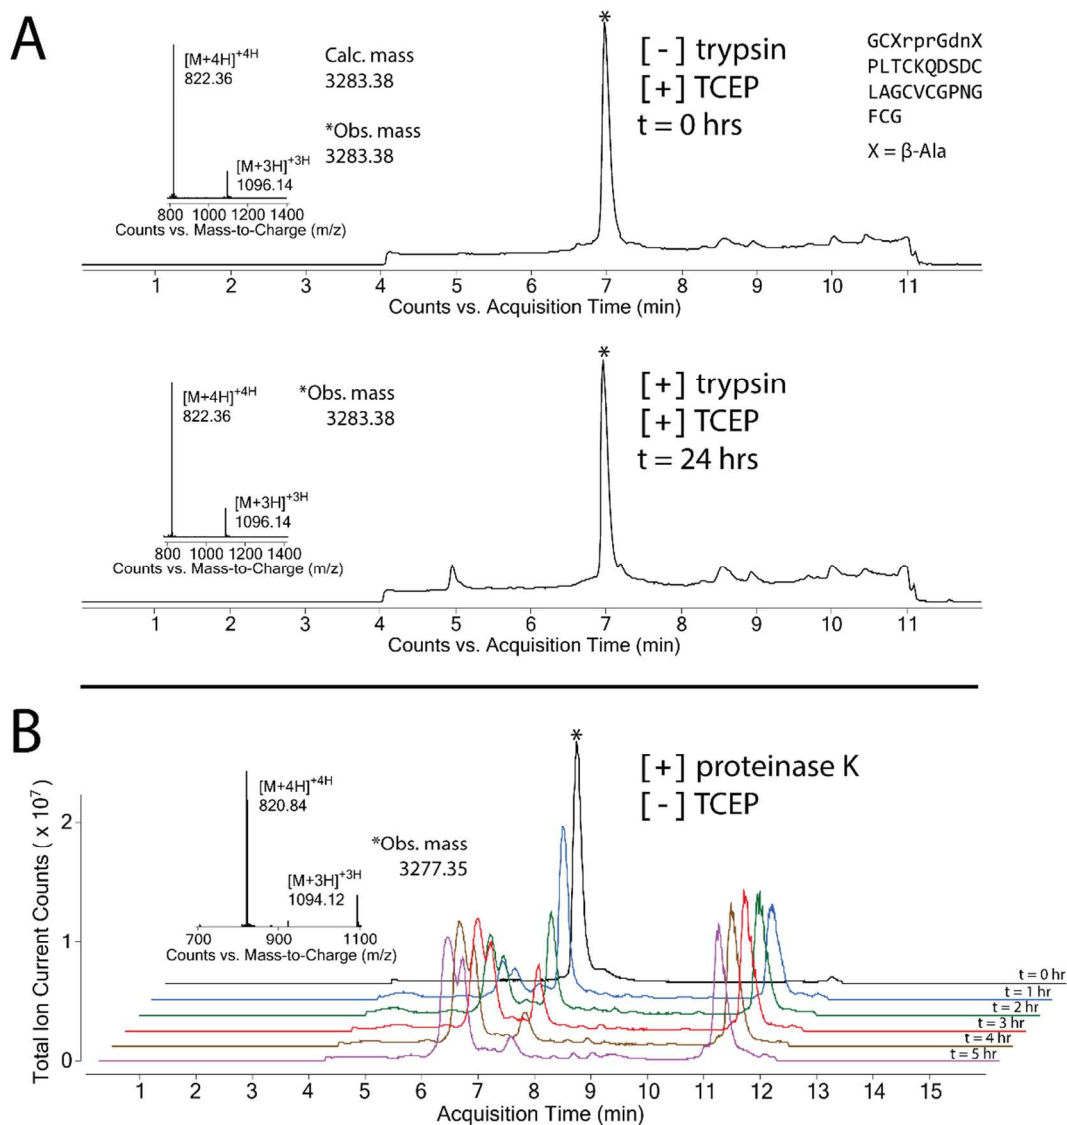 A
[M+4H]+4H
822.36
Calc. mass
3283.38
*Obs. mass
3283.38
[M+3H]+3H
1096.14
800 1000 1200 1400
Counts vs. Mass-to-Charge (m/z)
*
[-] trypsin
[+] TCEP
t = 0 hrs
GCXrprGdnX
PLTCKQDSDC
LAGCVCGPNG
FCG
X = β-Ala
1 2 3 4 5 6 7 8 9 10 11
Counts vs. Acquisition Time (min)
[M+4H]+4H
822.36
*Obs. mass
3283.38
[M+3H]+3H
1096.14
800 1000 1200 1400
Counts vs. Mass-to-Charge (m/z)
*
[+] trypsin
[+] TCEP
t = 24 hrs
1 2 3 4 5 6 7 8 9 10 11
Counts vs. Acquisition Time (min)
B
Total Ion Current Counts ( x 10⁷)
2
1
0
[M+4H]+4H
820.84
*Obs. mass
3277.35
[M+3H]+3H
1094.12
700 900 1100
Counts vs. Mass-to-Charge (m/z)
*
[+] proteinase K
[-] TCEP
t = 0 hr
t = 1 hr
t = 2 hr
t = 3 hr
t = 4 hr
t = 5 hr
1 2 3 4 5 6 7 8 9 10 11 12 13 14 15
Acquisition Time (min)